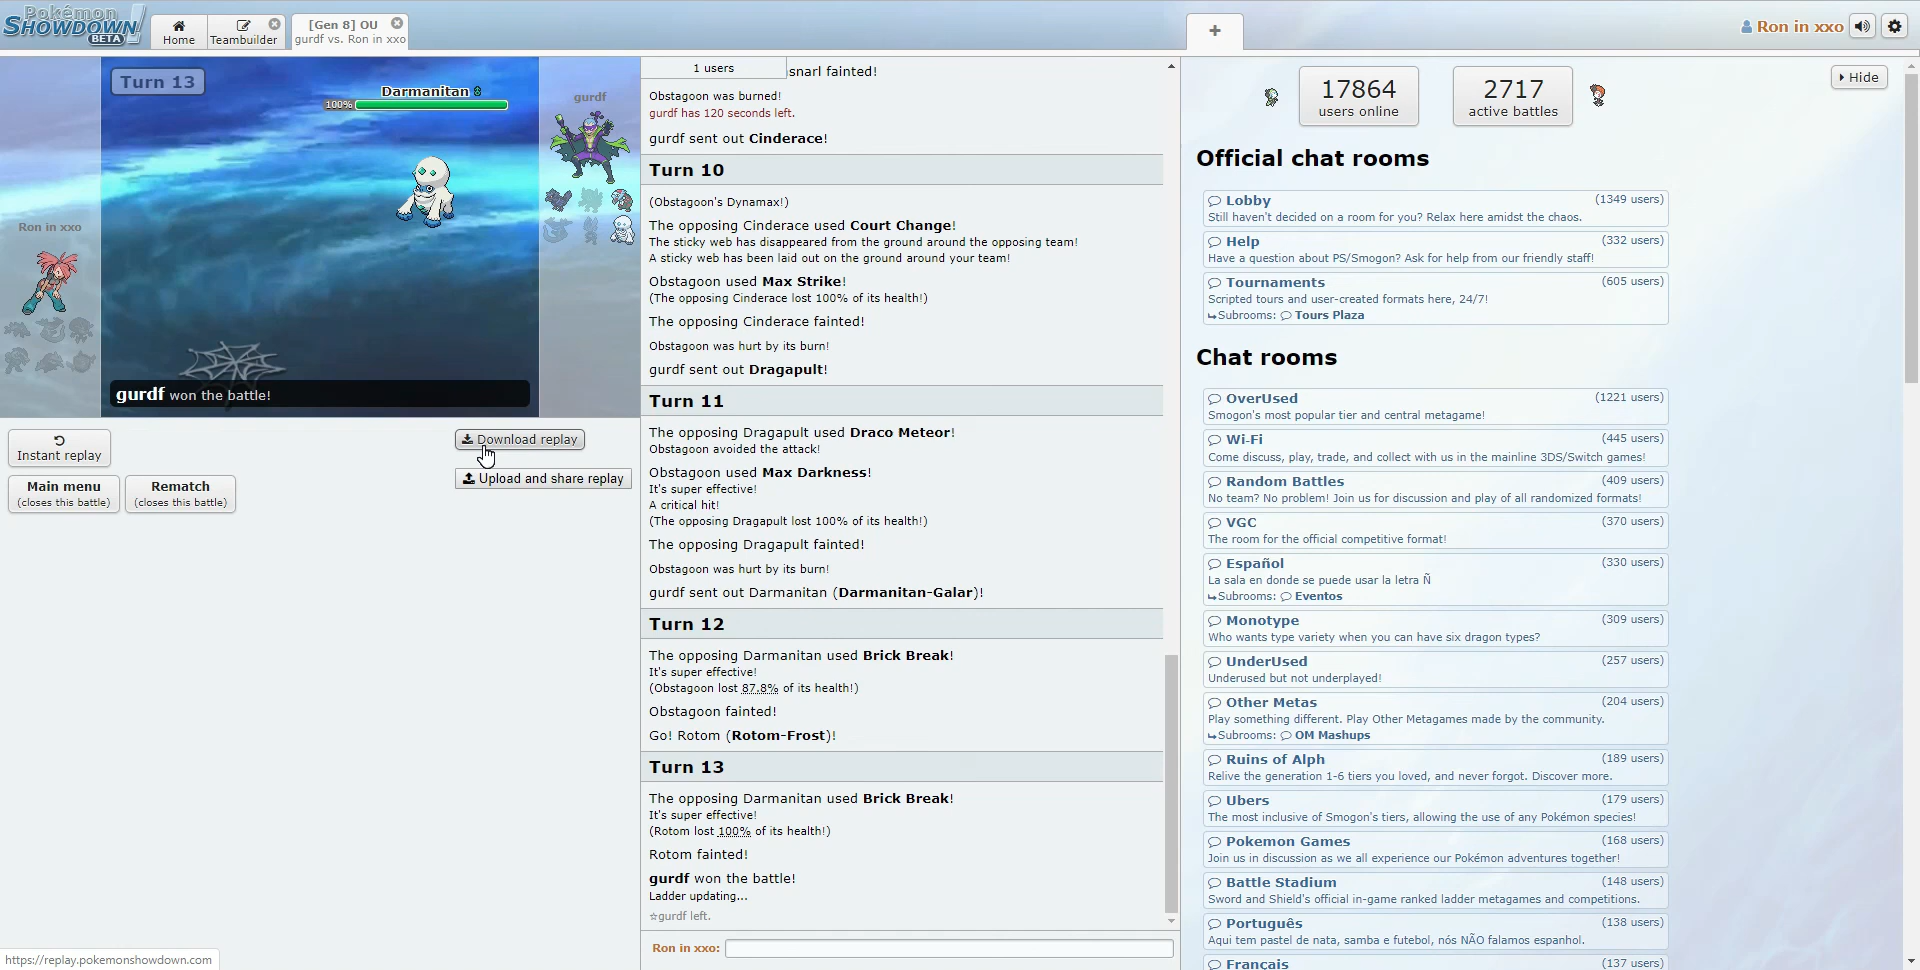 Pokémon
SHOWDOWN!
BETA
Home
Teambuilder
[Gen 8] OU
gurdf vs. Ron in xxo
+
Ron in xxo
Turn 13
Darmanitan
100%
gurdf
Ron in xxo
gurdf won the battle!
Instant replay
Download replay
Upload and share replay
Main menu
(closes this battle)
Rematch
(closes this battle)
https://replay.pokemonshowdown.com
1 users
snarl fainted!
Obstagoon was burned!
gurdf has 120 seconds left.
gurdf sent out Cinderace!
Turn 10
(Obstagoon's Dynamax!)
The opposing Cinderace used Court Change!
The sticky web has disappeared from the ground around the opposing team!
A sticky web has been laid out on the ground around your team!
Obstagoon used Max Strike!
(The opposing Cinderace lost 100% of its health!)
The opposing Cinderace fainted!
Obstagoon was hurt by its burn!
gurdf sent out Dragapult!
Turn 11
The opposing Dragapult used Draco Meteor!
Obstagoon avoided the attack!
Obstagoon used Max Darkness!
It's super effective!
A critical hit!
(The opposing Dragapult lost 100% of its health!)
The opposing Dragapult fainted!
Obstagoon was hurt by its burn!
gurdf sent out Darmanitan (Darmanitan-Galar)!
Turn 12
The opposing Darmanitan used Brick Break!
It's super effective!
(Obstagoon lost 87.8% of its health!)
Obstagoon fainted!
Go! Rotom (Rotom-Frost)!
Turn 13
The opposing Darmanitan used Brick Break!
It's super effective!
(Rotom lost 100% of its health!)
Rotom fainted!
gurdf won the battle!
Ladder updating...
☆gurdf left.
Ron in xxo:
Hide
17864
users online
2717
active battles
Official chat rooms
Lobby (1349 users)
Still haven't decided on a room for you? Relax here amidst the chaos.
Help (332 users)
Have a question about PS/Smogon? Ask for help from our friendly staff!
Tournaments (605 users)
Scripted tours and user-created formats here, 24/7!
↳Subrooms: Tours Plaza
Chat rooms
OverUsed (1221 users)
Smogon's most popular tier and central metagame!
Wi-Fi (445 users)
Come discuss, play, trade, and collect with us in the mainline 3DS/Switch games!
Random Battles (409 users)
No team? No problem! Join us for discussion and play of all randomized formats!
VGC (370 users)
The room for the official competitive format!
Español (330 users)
La sala en donde se puede usar la letra Ñ
↳Subrooms: Eventos
Monotype (309 users)
Who wants type variety when you can have six dragon types?
UnderUsed (257 users)
Underused but not underplayed!
Other Metas (204 users)
Play something different. Play Other Metagames made by the community.
↳Subrooms: OM Mashups
Ruins of Alph (189 users)
Relive the generation 1-6 tiers you loved, and never forgot. Discover more.
Ubers (179 users)
The most inclusive of Smogon's tiers, allowing the use of any Pokémon species!
Pokemon Games (168 users)
Join us in discussion as we all experience our Pokémon adventures together!
Battle Stadium (148 users)
Sword and Shield's official in-game ranked ladder metagames and competitions.
Português (138 users)
Aqui tem pastel de nata, samba e futebol, nós NÃO falamos espanhol.
Français (137 users)